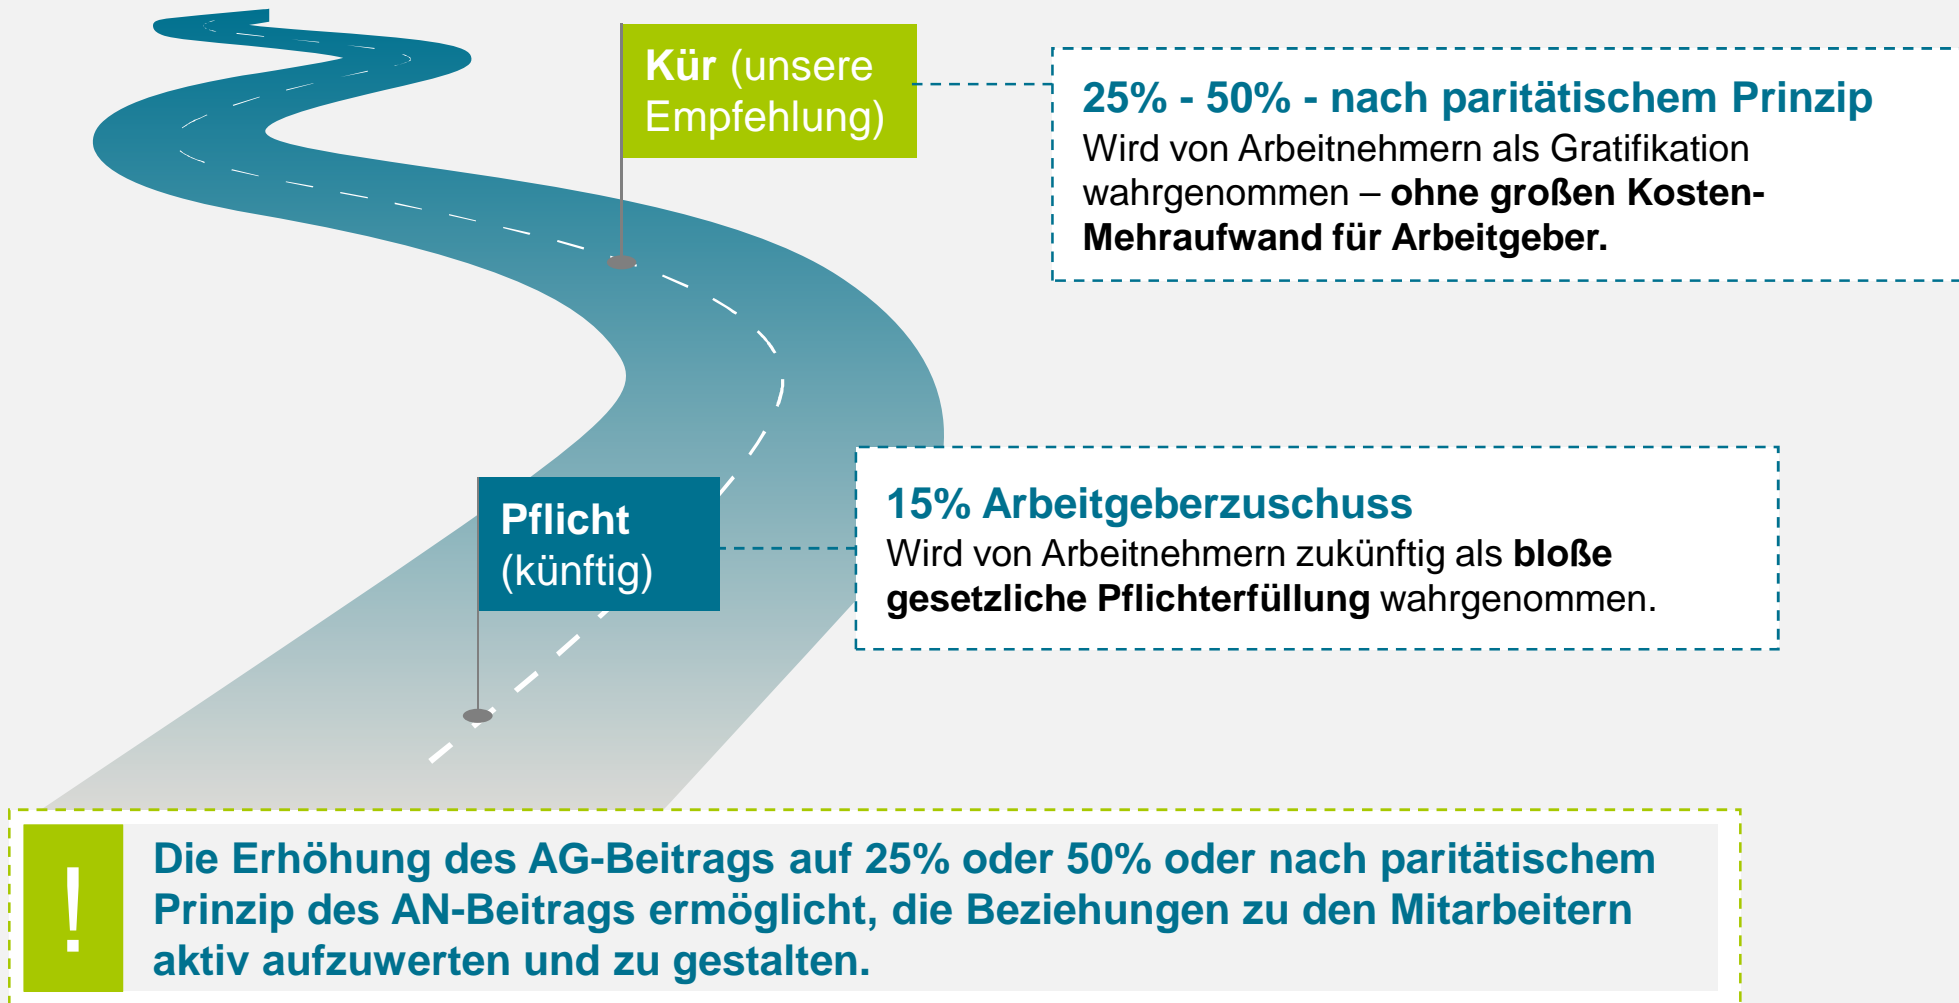 Kür (unsere
Empfehlung)
25% - 50% - nach paritätischem Prinzip
Wird von Arbeitnehmern als Gratifikation
wahrgenommen – ohne großen Kosten-
Mehraufwand für Arbeitgeber.
Pflicht
(künftig)
15% Arbeitgeberzuschuss
Wird von Arbeitnehmern zukünftig als bloße
gesetzliche Pflichterfüllung wahrgenommen.
!
Die Erhöhung des AG-Beitrags auf 25% oder 50% oder nach paritätischem
Prinzip des AN-Beitrags ermöglicht, die Beziehungen zu den Mitarbeitern
aktiv aufzuwerten und zu gestalten.